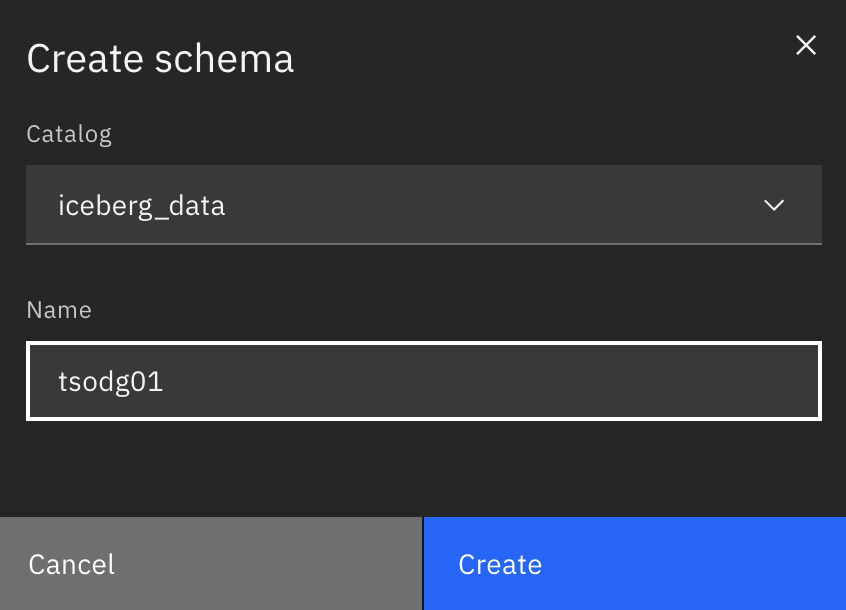 Create schema
Catalog
iceberg_data
Name
tsodg01
Cancel
Create